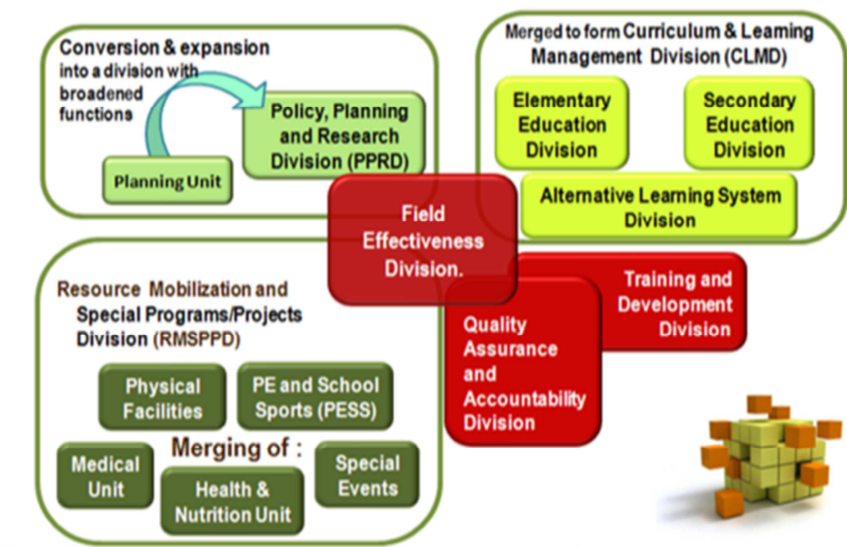 Conversion & expansion
into a division with
broadened
functions
Policy, Planning
and Research
Division (PPRD)
Planning Unit
Merged to form Curriculum & Learning
Management Division (CLMD)
Elementary
Education
Division
Secondary
Education
Division
Alternative Learning System
Division
Field
Effectiveness
Division.
Training and
Development
Division
Quality
Assurance
and
Accountability
Division
Resource Mobilization and
Special Programs/Projects
Division (RMSPPD)
Physical
Facilities
PE and School
Sports (PESS)
Merging of :
Medical
Unit
Health &
Nutrition Unit
Special
Events